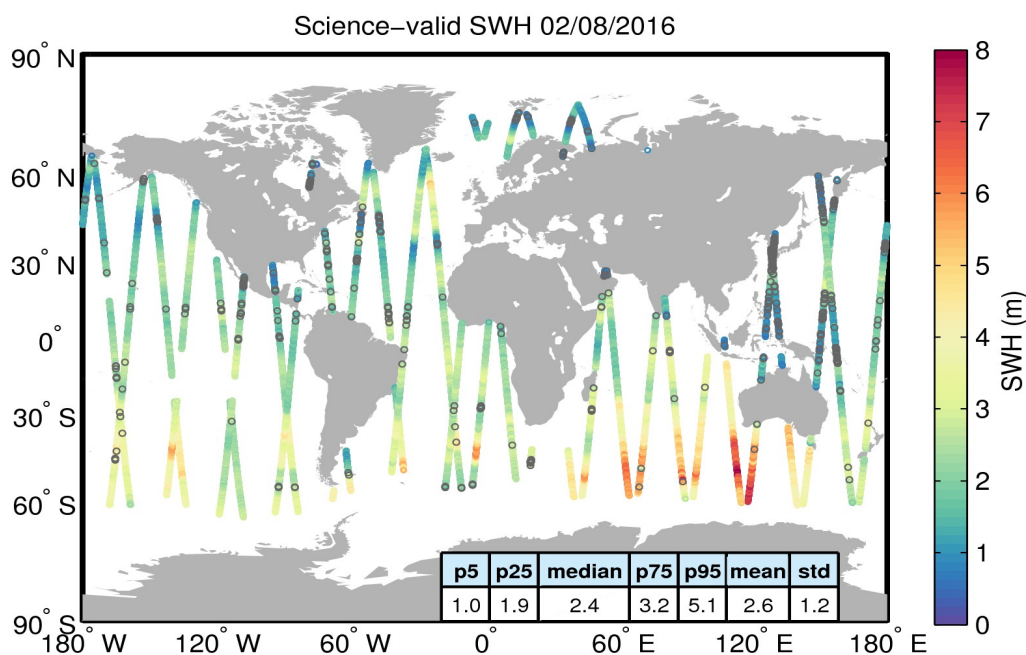 Science−valid SWH 02/08/2016
90° N
60° N
30° N
0°
30° S
60° S
90° S
180° W
120° W
60° W
0°
60° E
120° E
180° E
p5 p25 median p75 p95 mean std
1.0 1.9 2.4 3.2 5.1 2.6 1.2
8
7
6
5
4
3
2
1
0
SWH (m)